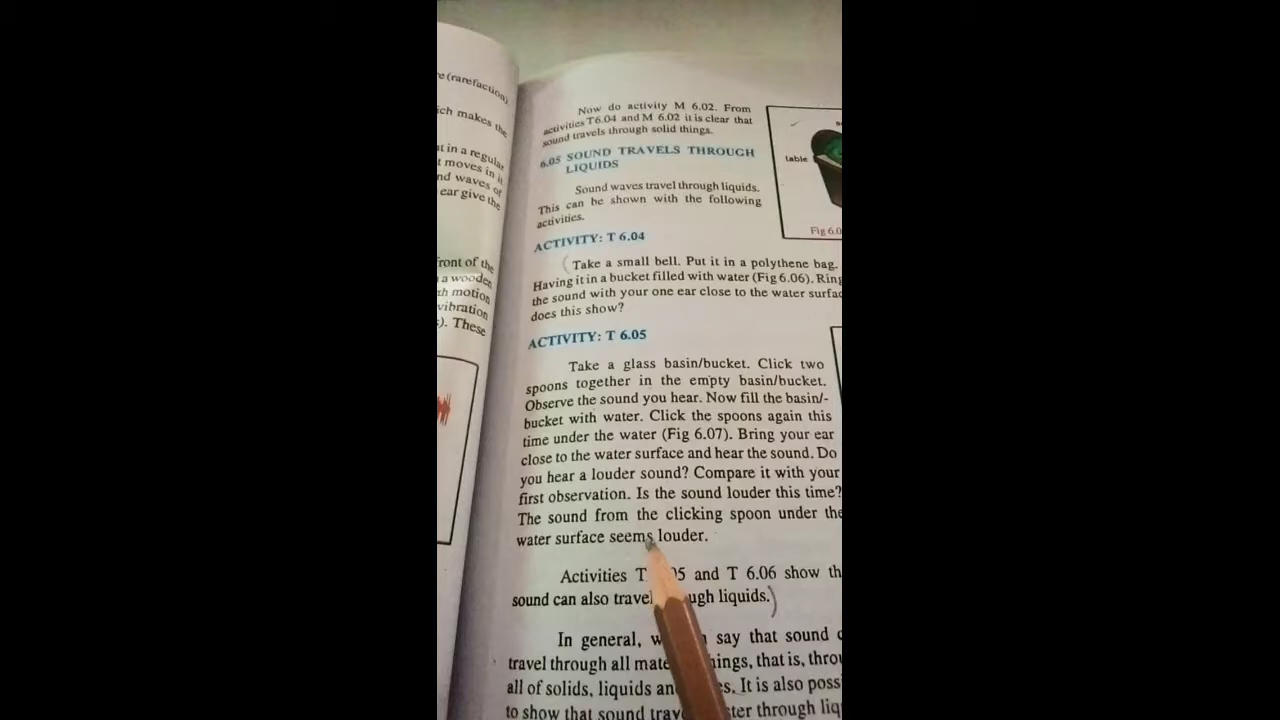 e (rarefaction)
ich makes the
t in a regular
t moves in it
nd waves of
ear give the
front of the
a wooden
th motion
vibration
). These
Now do activity M 6.02. From
activities T6.04 and M 6.02 it is clear that
sound travels through solid things.
6.05 SOUND TRAVELS THROUGH
LIQUIDS
Sound waves travel through liquids.
This can be shown with the following
activities.
table
Fig 6.0
ACTIVITY: T 6.04
Take a small bell. Put it in a polythene bag.
Having it in a bucket filled with water (Fig 6.06). Ring
the sound with your one ear close to the water surfac
does this show?
ACTIVITY: T 6.05
Take a glass basin/bucket. Click two
spoons together in the empty basin/bucket.
Observe the sound you hear. Now fill the basin/-
bucket with water. Click the spoons again this
time under the water (Fig 6.07). Bring your ear
close to the water surface and hear the sound. Do
you hear a louder sound? Compare it with your
first observation. Is the sound louder this time?
The sound from the clicking spoon under the
water surface seems louder.
Activities T 05 and T 6.06 show th
sound can also travel ugh liquids.
In general, w say that sound c
travel through all mate hings, that is, throu
all of solids, liquids an es. It is also possi
to show that sound trav ster through liq